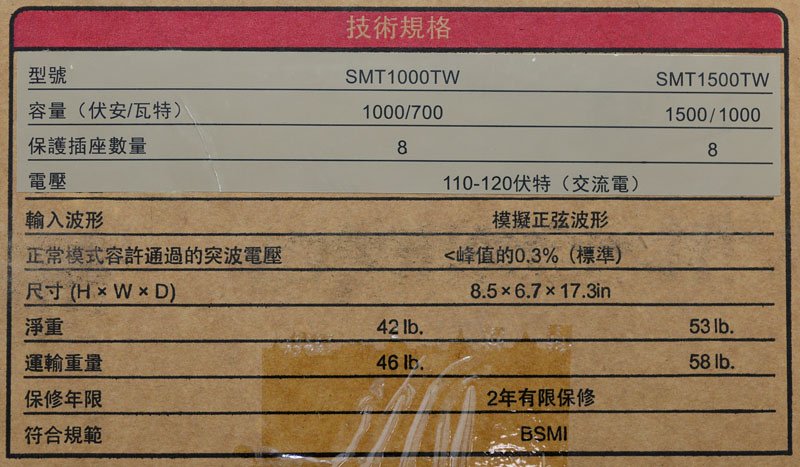 技術規格
型號 SMT1000TW SMT1500TW
容量（伏安/瓦特） 1000/700 1500/1000
保護插座數量 8 8
電壓 110-120伏特（交流電）
輸入波形 模擬正弦波形
正常模式容許通過的突波電壓 <峰值的0.3%（標準）
尺寸 (H × W × D) 8.5×6.7×17.3in
淨重 42 lb. 53 lb.
運輸重量 46 lb. 58 lb.
保修年限 2年有限保修
符合規範 BSMI